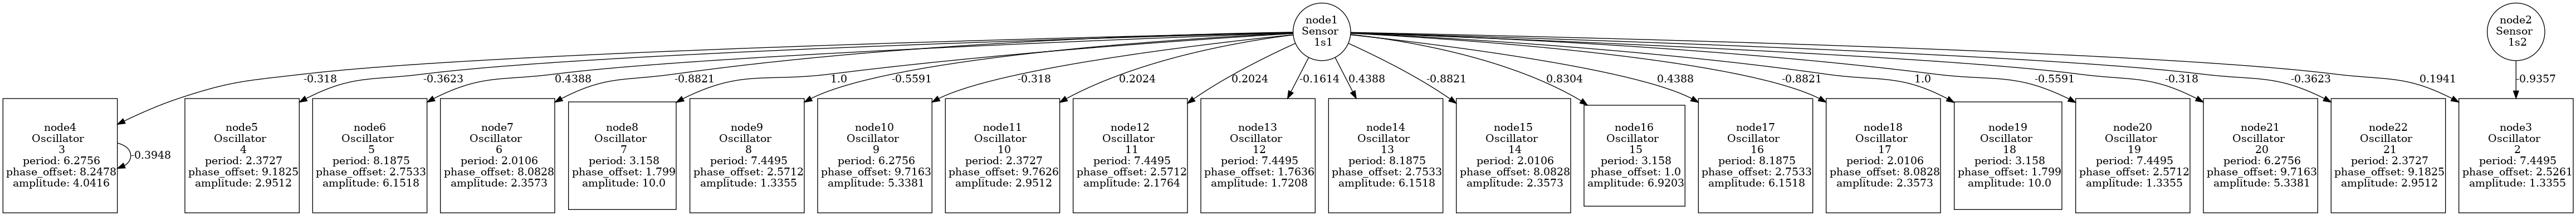 node1
Sensor
1s1
node2
Sensor
1s2
-0.318
-0.3623
0.4388
-0.8821
1.0
-0.5591
-0.318
0.2024
0.2024
-0.1614
0.4388
-0.8821
0.8304
0.4388
-0.8821
1.0
-0.5591
-0.318
-0.3623
0.1941
-0.9357
node4
Oscillator
3
period: 6.2756
phase_offset: 8.2478
amplitude: 4.0416
-0.3948
node5
Oscillator
4
period: 2.3727
phase_offset: 9.1825
amplitude: 2.9512
node6
Oscillator
5
period: 8.1875
phase_offset: 2.7533
amplitude: 6.1518
node7
Oscillator
6
period: 2.0106
phase_offset: 8.0828
amplitude: 2.3573
node8
Oscillator
7
period: 3.158
phase_offset: 1.799
amplitude: 10.0
node9
Oscillator
8
period: 7.4495
phase_offset: 2.5712
amplitude: 1.3355
node10
Oscillator
9
period: 6.2756
phase_offset: 9.7163
amplitude: 5.3381
node11
Oscillator
10
period: 2.3727
phase_offset: 9.7626
amplitude: 2.9512
node12
Oscillator
11
period: 7.4495
phase_offset: 2.5712
amplitude: 2.1764
node13
Oscillator
12
period: 7.4495
phase_offset: 1.7636
amplitude: 1.7208
node14
Oscillator
13
period: 8.1875
phase_offset: 2.7533
amplitude: 6.1518
node15
Oscillator
14
period: 2.0106
phase_offset: 8.0828
amplitude: 2.3573
node16
Oscillator
15
period: 3.158
phase_offset: 1.0
amplitude: 6.9203
node17
Oscillator
16
period: 8.1875
phase_offset: 2.7533
amplitude: 6.1518
node18
Oscillator
17
period: 2.0106
phase_offset: 8.0828
amplitude: 2.3573
node19
Oscillator
18
period: 3.158
phase_offset: 1.799
amplitude: 10.0
node20
Oscillator
19
period: 7.4495
phase_offset: 2.5712
amplitude: 1.3355
node21
Oscillator
20
period: 6.2756
phase_offset: 9.7163
amplitude: 5.3381
node22
Oscillator
21
period: 2.3727
phase_offset: 9.1825
amplitude: 2.9512
node3
Oscillator
2
period: 7.4495
phase_offset: 2.5261
amplitude: 1.3355